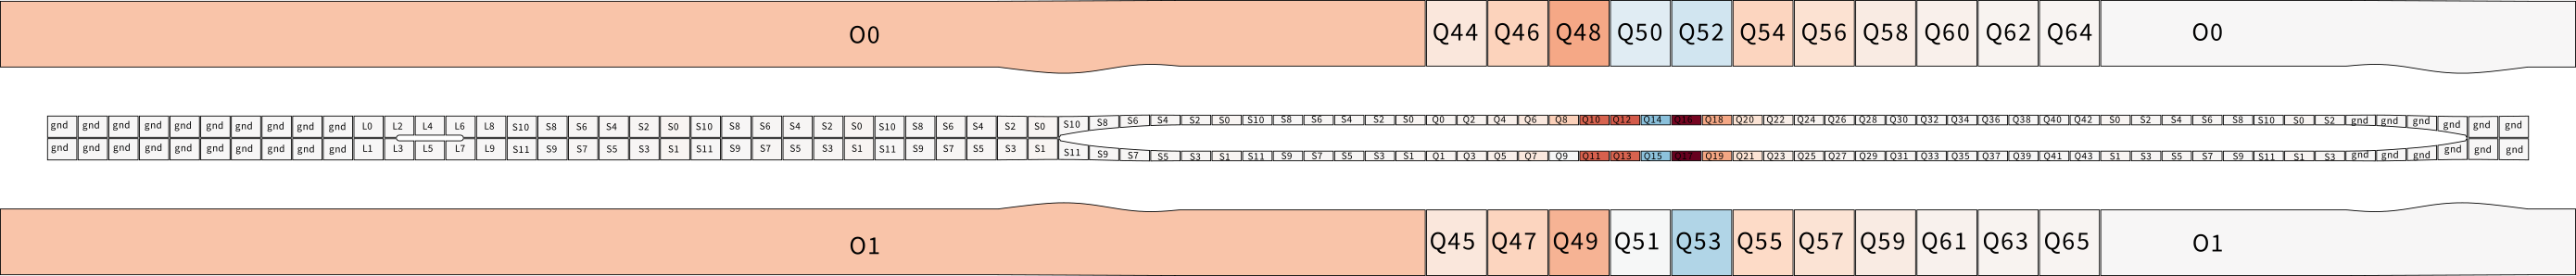 O0 Q44 Q46 Q48 Q50 Q52 Q54 Q56 Q58 Q60 Q62 Q64 O0
gnd gnd gnd gnd gnd gnd gnd gnd gnd gnd L0 L2 L4 L6 L8 S10 S8 S6 S4 S2 S0 S10 S8 S6 S4 S2 S0 S10 S8 S6 S4 S2 S0 S10 S8 S6 S4 S2 S0 S10 S8 S6 S4 S2 S0 Q0 Q2 Q4 Q6 Q8 Q10 Q12 Q14 Q16 Q18 Q20 Q22 Q24 Q26 Q28 Q30 Q32 Q34 Q36 Q38 Q40 Q42 S0 S2 S4 S6 S8 S10 S0 S2 gnd gnd gnd gnd gnd gnd
gnd gnd gnd gnd gnd gnd gnd gnd gnd gnd L1 L3 L5 L7 L9 S11 S9 S7 S5 S3 S1 S11 S9 S7 S5 S3 S1 S11 S9 S7 S5 S3 S1 S11 S9 S7 S5 S3 S1 S11 S9 S7 S5 S3 S1 Q1 Q3 Q5 Q7 Q9 Q11 Q13 Q15 Q17 Q19 Q21 Q23 Q25 Q27 Q29 Q31 Q33 Q35 Q37 Q39 Q41 Q43 S1 S3 S5 S7 S9 S11 S1 S3 gnd gnd gnd gnd gnd gnd
O1 Q45 Q47 Q49 Q51 Q53 Q55 Q57 Q59 Q61 Q63 Q65 O1